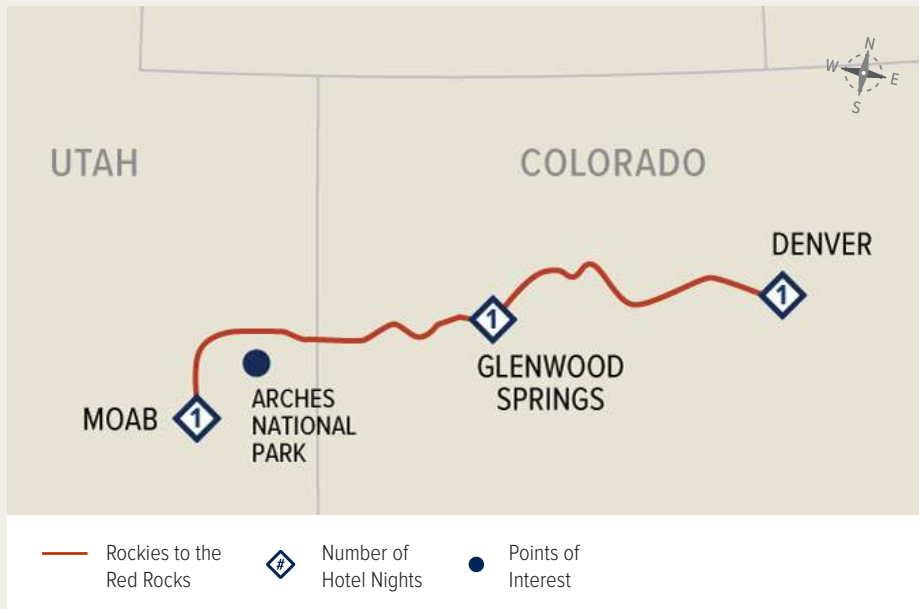 N
W
E
S
UTAH
COLORADO
DENVER
1
1
GLENWOOD
SPRINGS
MOAB
1
ARCHES
NATIONAL
PARK
Rockies to the
Red Rocks
#
Number of
Hotel Nights
Points of
Interest